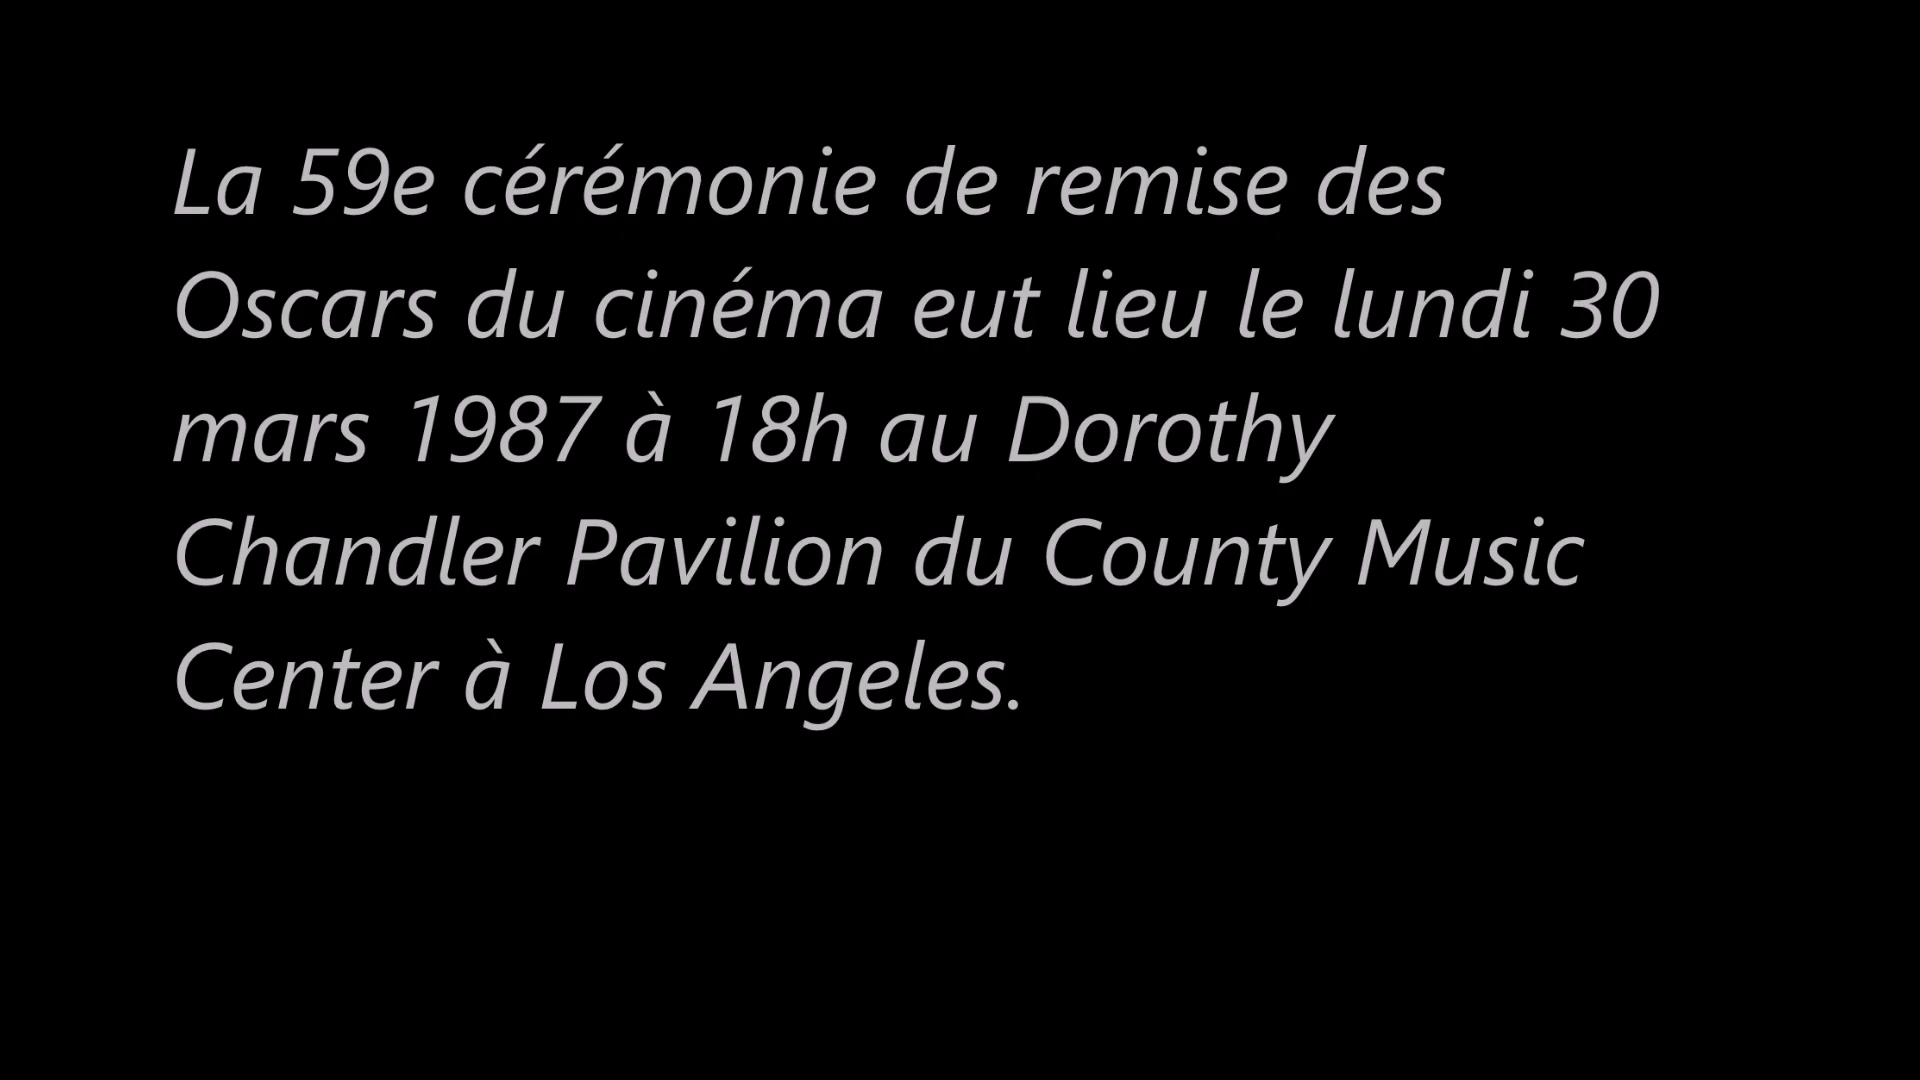 La 59e cérémonie de remise des
Oscars du cinéma eut lieu le lundi 30
mars 1987 à 18h au Dorothy
Chandler Pavilion du County Music
Center à Los Angeles.